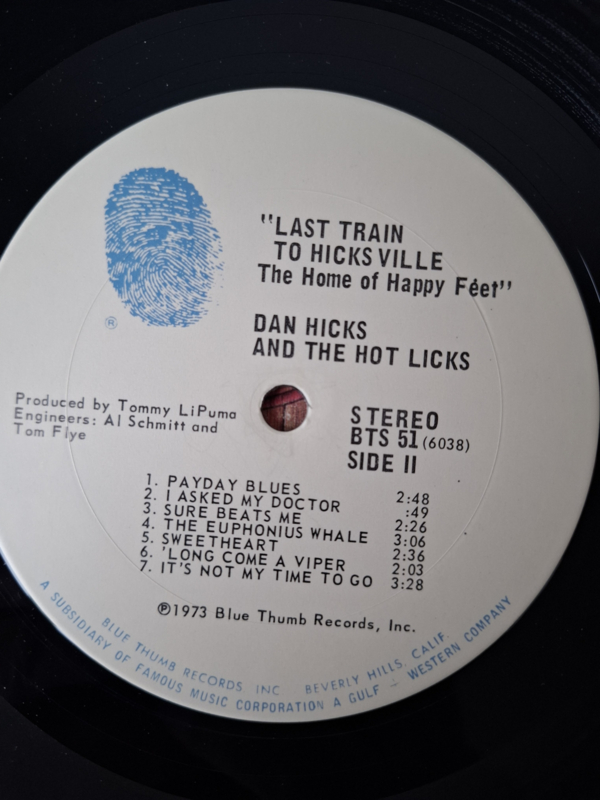 "LAST TRAIN
TO HICKSVILLE
The Home of Happy Feet"
DAN HICKS
AND THE HOT LICKS
®
Produced by Tommy LiPuma
Engineers: Al Schmitt and
Tom Flye
STEREO
BTS 51 (6038)
SIDE II
1. PAYDAY BLUES 2:48
2. I ASKED MY DOCTOR :49
3. SURE BEATS ME 2:26
4. THE EUPHONIUS WHALE 3:06
5. SWEETHEART 2:36
6. 'LONG COME A VIPER 2:03
7. IT'S NOT MY TIME TO GO 3:28
℗1973 Blue Thumb Records, Inc.
BLUE THUMB RECORDS INC BEVERLY HILLS, CALIF.
A SUBSIDIARY OF FAMOUS MUSIC CORPORATION A GULF + WESTERN COMPANY